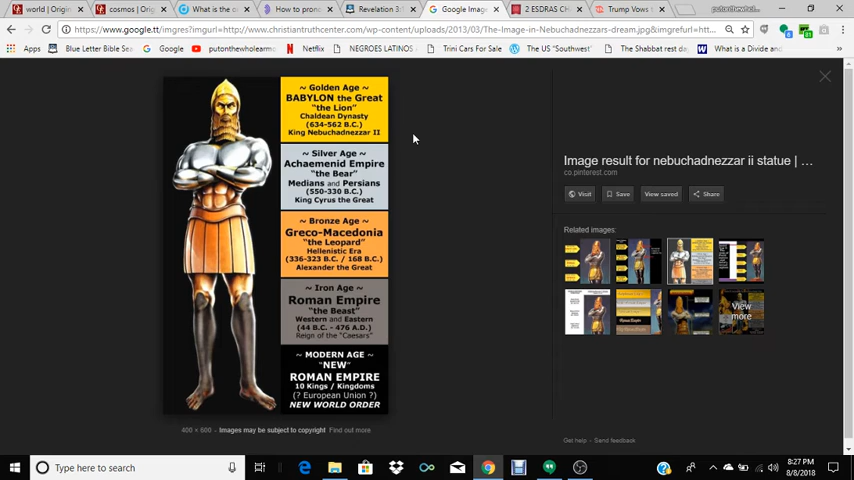 world | Origin
cosmos | Orig
What is the o
How to prono
Revelation 3:
Google Image
2 ESDRAS CH
Trump Vows t
putonthewhol
https://www.google.tt/imgres?imgurl=http://www.christiantruthcenter.com/wp-content/uploads/2013/03/The-Image-in-Nebuchadnezzars-dream.jpg&imgrefurl=ht
Apps
Blue Letter Bible Sea
Google
putonthewholearm
Netflix
NEGROES LATINOS
Trini Cars For Sale
The US "Southwest"
The Shabbat rest day
What is a Divide and
~ Golden Age ~
BABYLON the Great
"the Lion"
Chaldean Dynasty
(634-562 B.C.)
King Nebuchadnezzar II
~ Silver Age ~
Achaemenid Empire
"the Bear"
Medians and Persians
(550-330 B.C.)
King Cyrus the Great
~ Bronze Age ~
Greco-Macedonia
"the Leopard"
Hellenistic Era
(336-323 B.C. / 168 B.C.)
Alexander the Great
~ Iron Age ~
Roman Empire
"the Beast"
Western and Eastern
(44 B.C. - 476 A.D.)
Reign of the "Caesars"
~ MODERN AGE ~
"NEW"
ROMAN EMPIRE
10 Kings / Kingdoms
(? European Union ?)
NEW WORLD ORDER
400 × 600 - Images may be subject to copyright Find out more
Image result for nebuchadnezzar ii statue | ...
co.pinterest.com
Visit
Save
View saved
Share
Related images:
View more
Get help - Send feedback
Type here to search
8:27 PM
8/8/2018